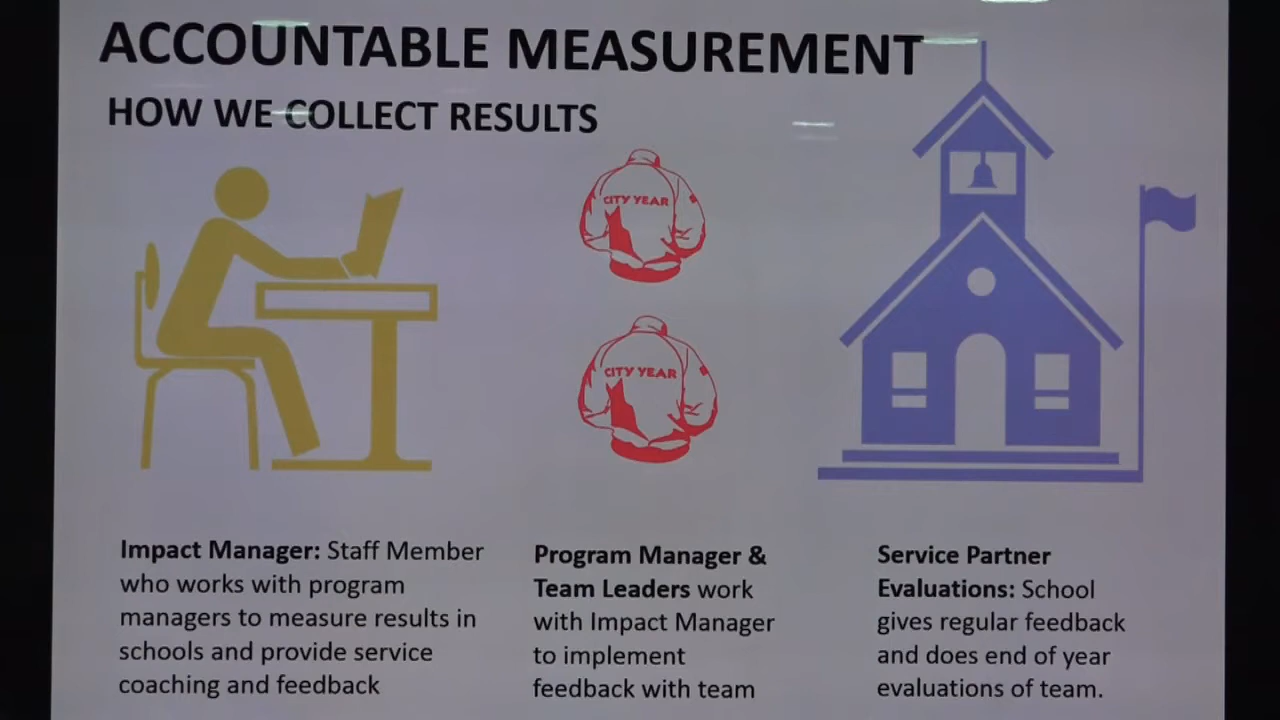 ACCOUNTABLE MEASUREMENT
HOW WE COLLECT RESULTS
CITY YEAR
CITY YEAR
Impact Manager: Staff Member
who works with program
managers to measure results in
schools and provide service
coaching and feedback
Program Manager &
Team Leaders work
with Impact Manager
to implement
feedback with team
Service Partner
Evaluations: School
gives regular feedback
and does end of year
evaluations of team.